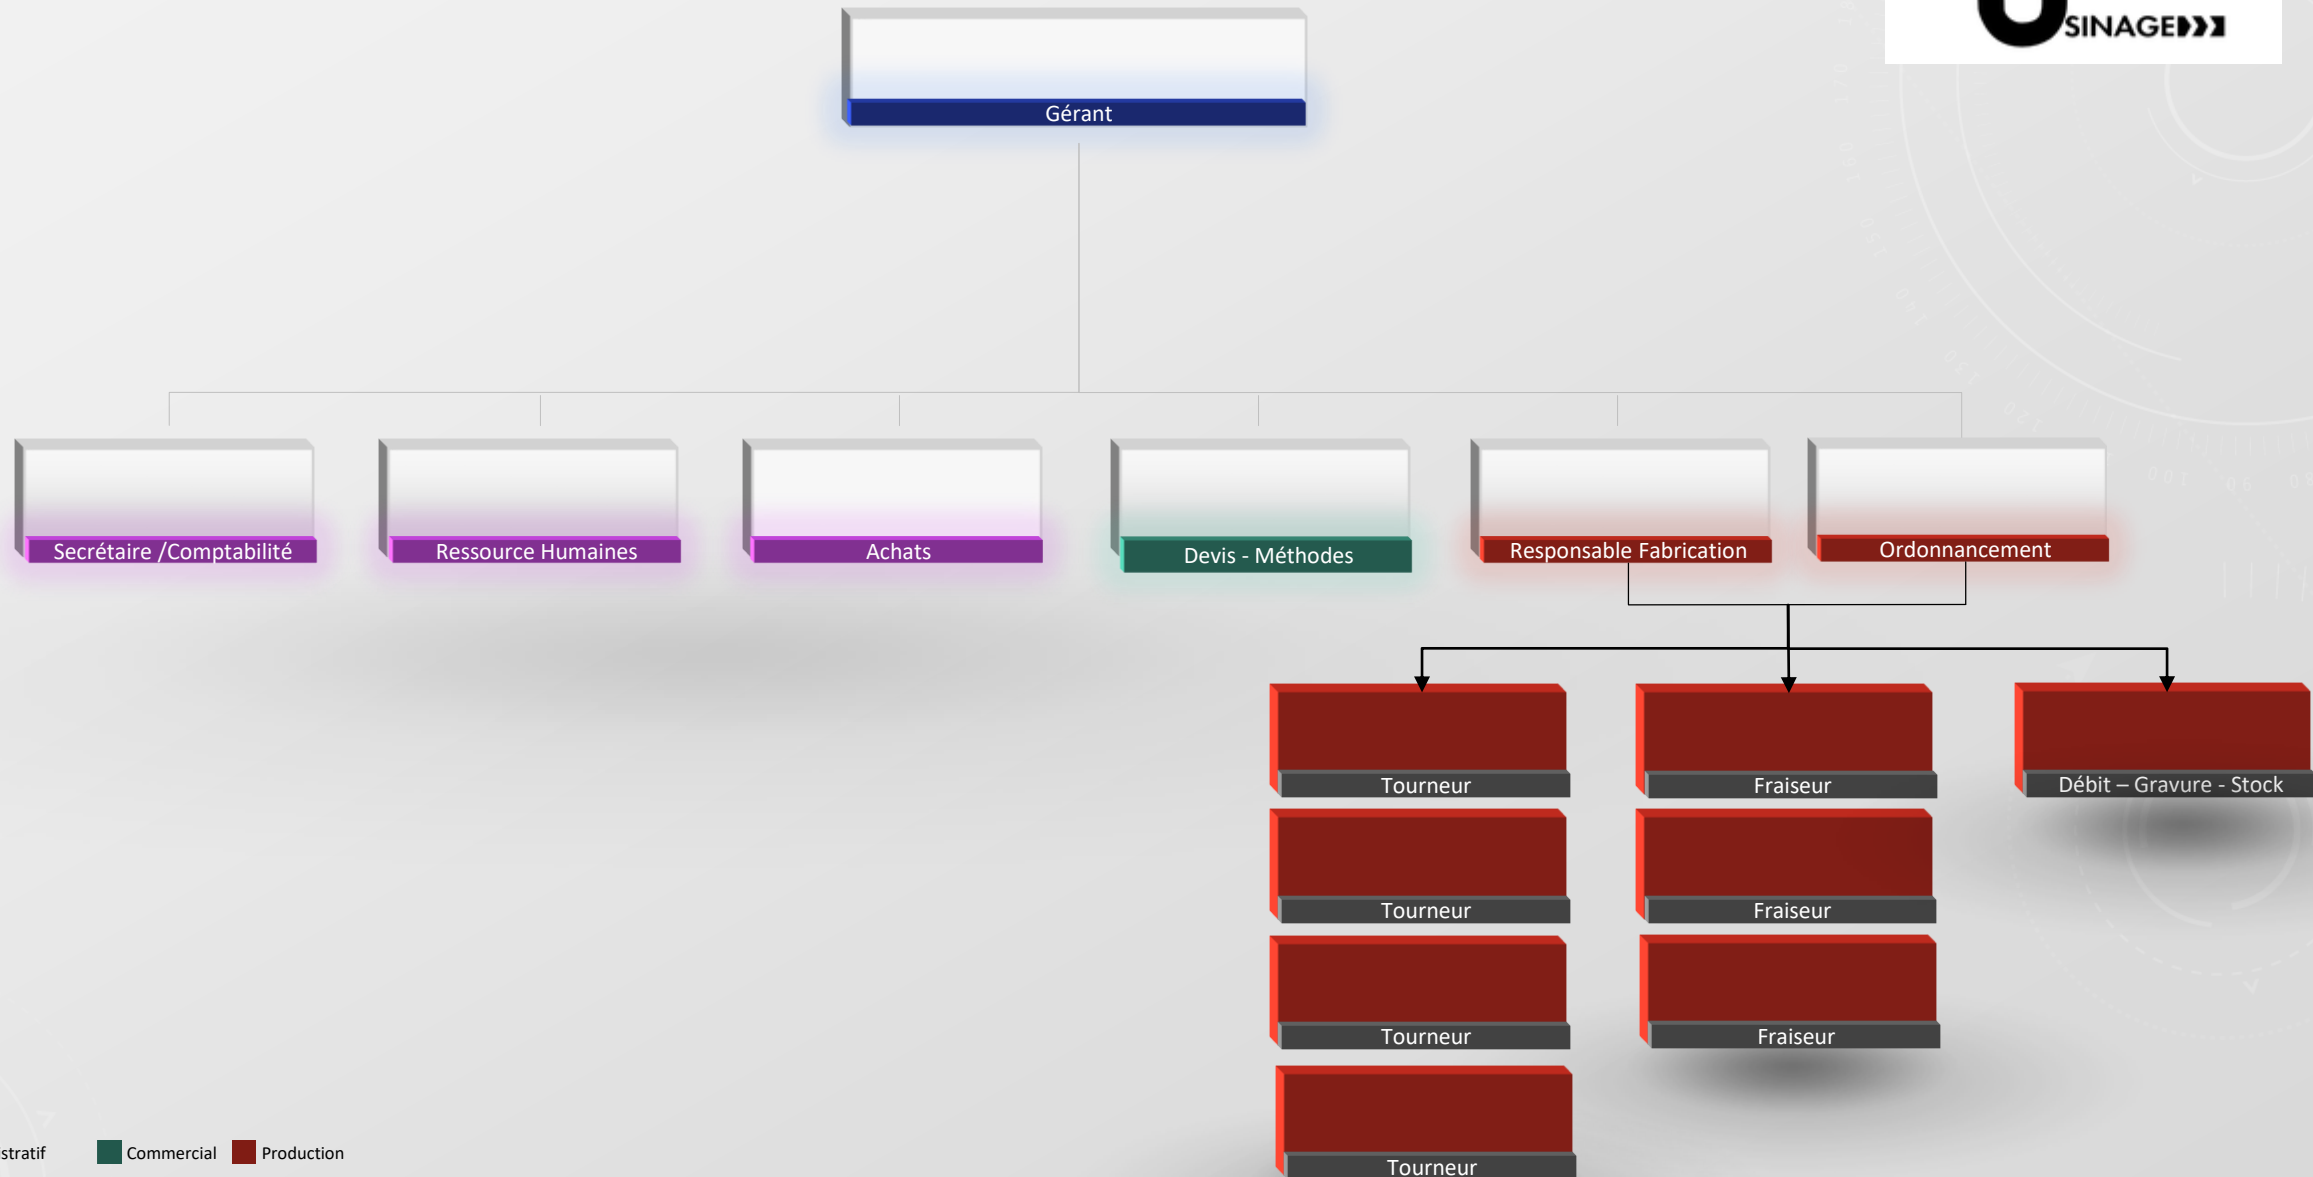 USINAGE
Gérant
Secrétaire /Comptabilité
Ressource Humaines
Achats
Devis - Méthodes
Responsable Fabrication
Ordonnancement
Tourneur
Fraiseur
Débit – Gravure - Stock
Tourneur
Fraiseur
Tourneur
Fraiseur
Tourneur
stratif
Commercial
Production